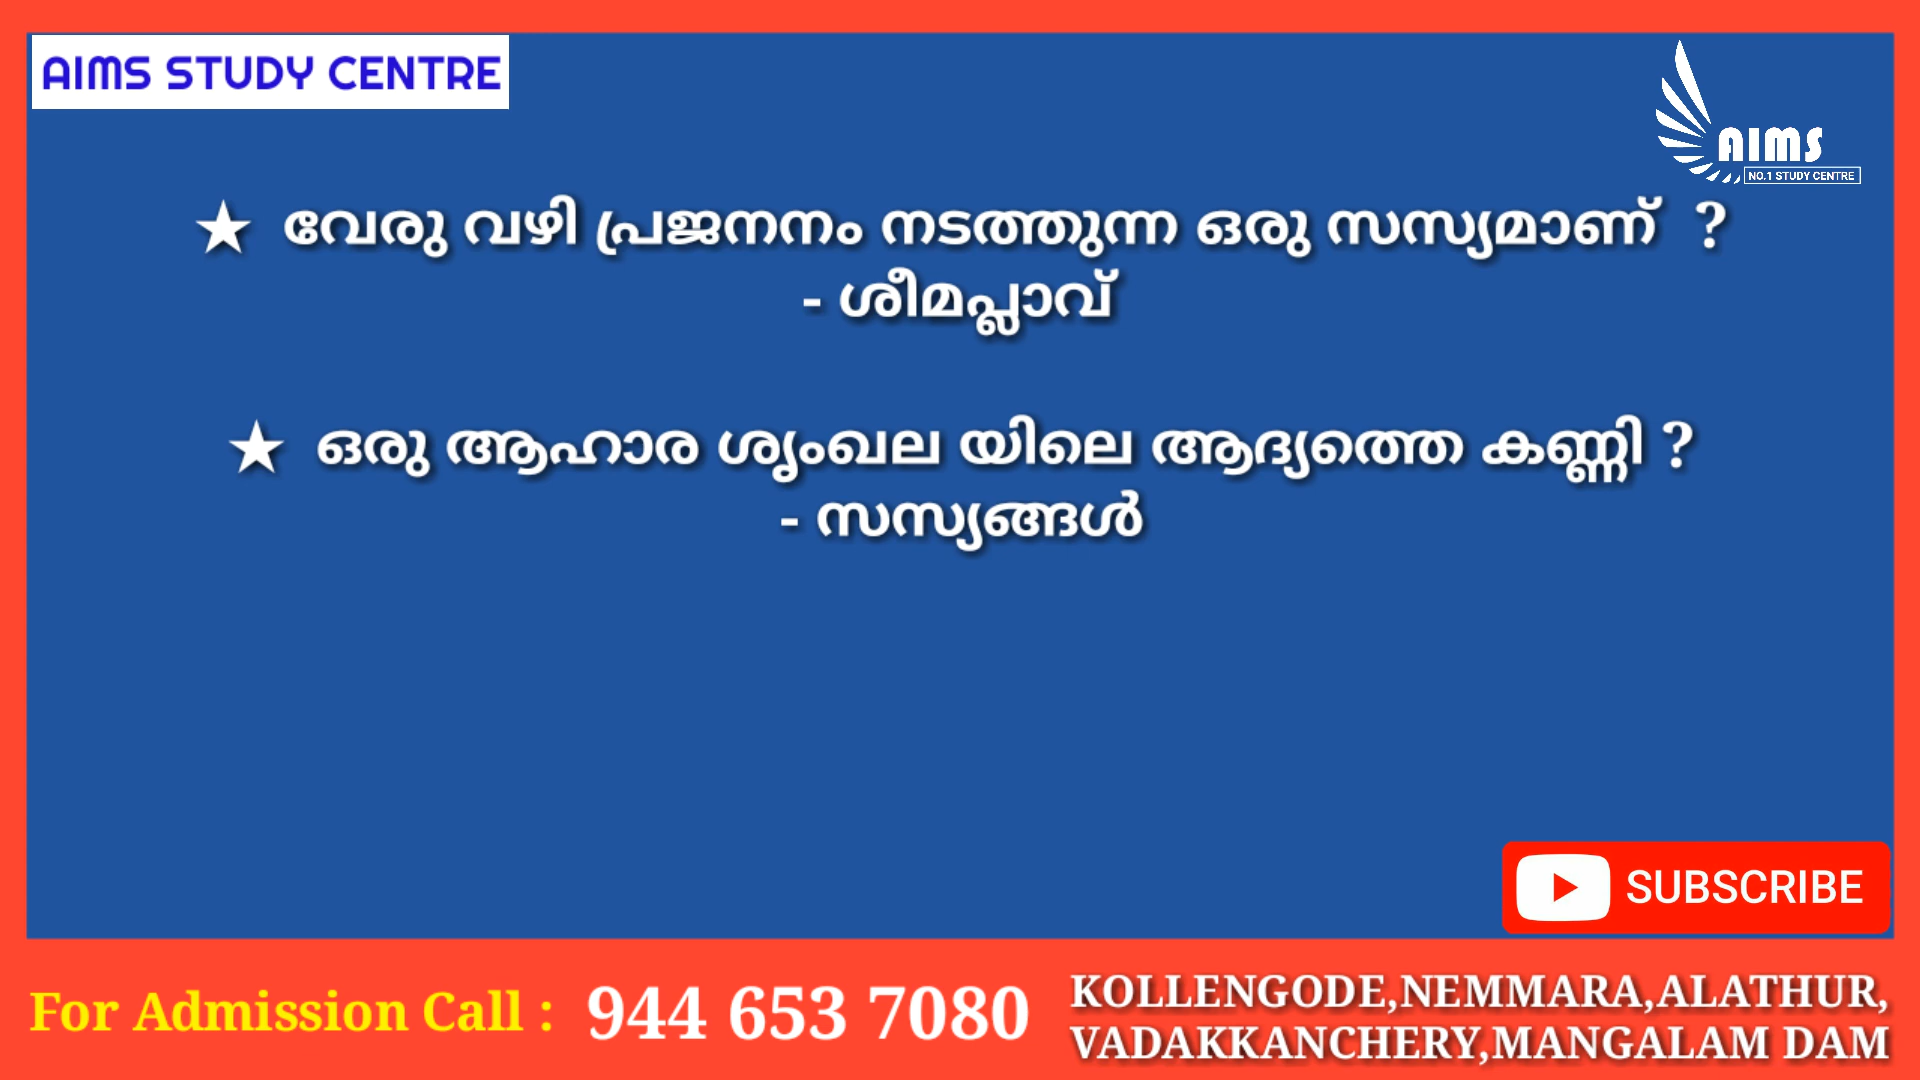 AIMS STUDY CENTRE
AIMS
NO.1 STUDY CENTRE
★ വേരു വഴി പ്രജനനം നടത്തുന്ന ഒരു സസ്യമാണ് ?
- ശീമപ്ലാവ്
★ ഒരു ആഹാര ശൃംഖല യിലെ ആദ്യത്തെ കണ്ണി ?
- സസ്യങ്ങൾ
SUBSCRIBE
For Admission Call : 944 653 7080
KOLLENGODE,NEMMARA,ALATHUR,
VADAKKANCHERY,MANGALAM DAM